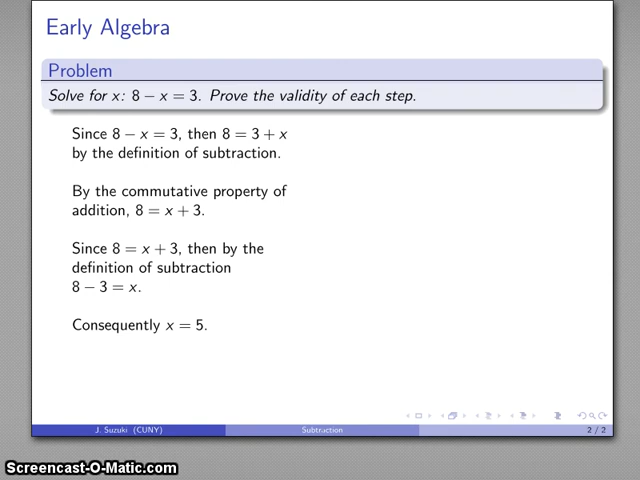 Early Algebra
Problem
Solve for x: 8 − x = 3. Prove the validity of each step.
Since 8 − x = 3, then 8 = 3 + x
by the definition of subtraction.
By the commutative property of
addition, 8 = x + 3.
Since 8 = x + 3, then by the
definition of subtraction
8 − 3 = x.
Consequently x = 5.
J. Suzuki (CUNY)
Subtraction
2 / 2
Screencast-O-Matic.com